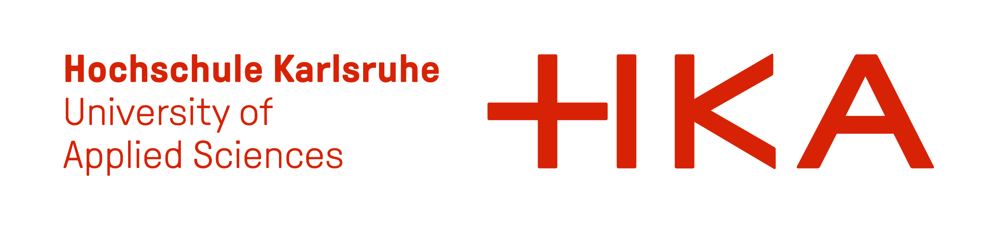 Hochschule Karlsruhe
University of
Applied Sciences
HKA